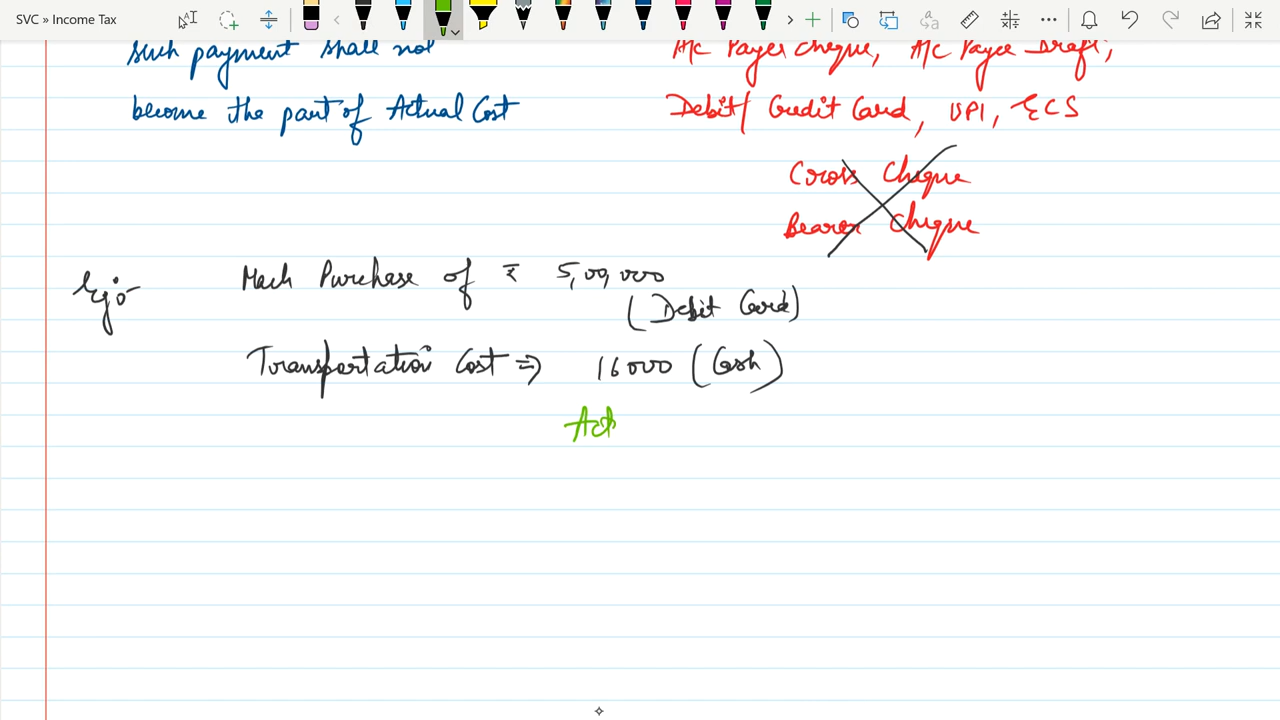 SVC » Income Tax
such payment shall not
become the part of Actual Cost
A/c Payee Cheque, A/c Payee Draft,
Debit/ Credit Card, UPI, ECS
Cross Cheque
Bearer Cheque
Eg:-
Mach Purchase of ₹ 5,00,000
(Debit Card)
Transportation Cost ⇒ 16000 (Cash)
Act